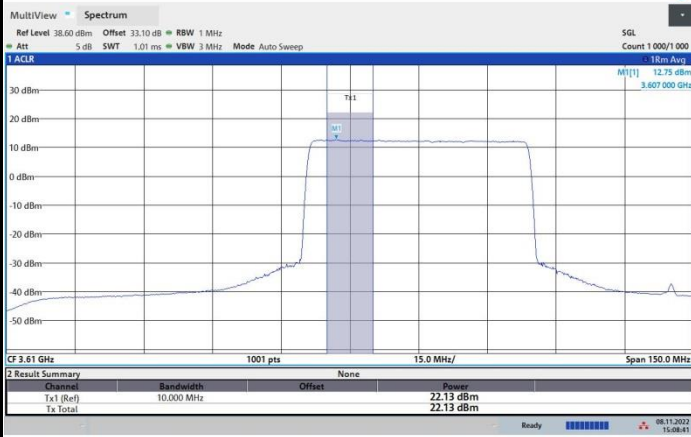 MultiView Spectrum
Ref Level 38.60 dBm Offset 33.10 dB RBW 1 MHz SGL
Att 5 dB SWT 1.01 ms VBW 3 MHz Mode Auto Sweep Count 1 000/1 000
1 ACLR 1Rm Avg
M1[1] 12.75 dBm
3.607 000 GHz
30 dBm
Tx1
20 dBm
M1
10 dBm
0 dBm
-10 dBm
-20 dBm
-30 dBm
-40 dBm
-50 dBm
CF 3.61 GHz 1001 pts 15.0 MHz/ Span 150.0 MHz
2 Result Summary None
Channel Bandwidth Offset Power
Tx1 (Ref) 10.000 MHz 22.13 dBm
Tx Total 22.13 dBm
Ready 08.11.2022
15:08:41